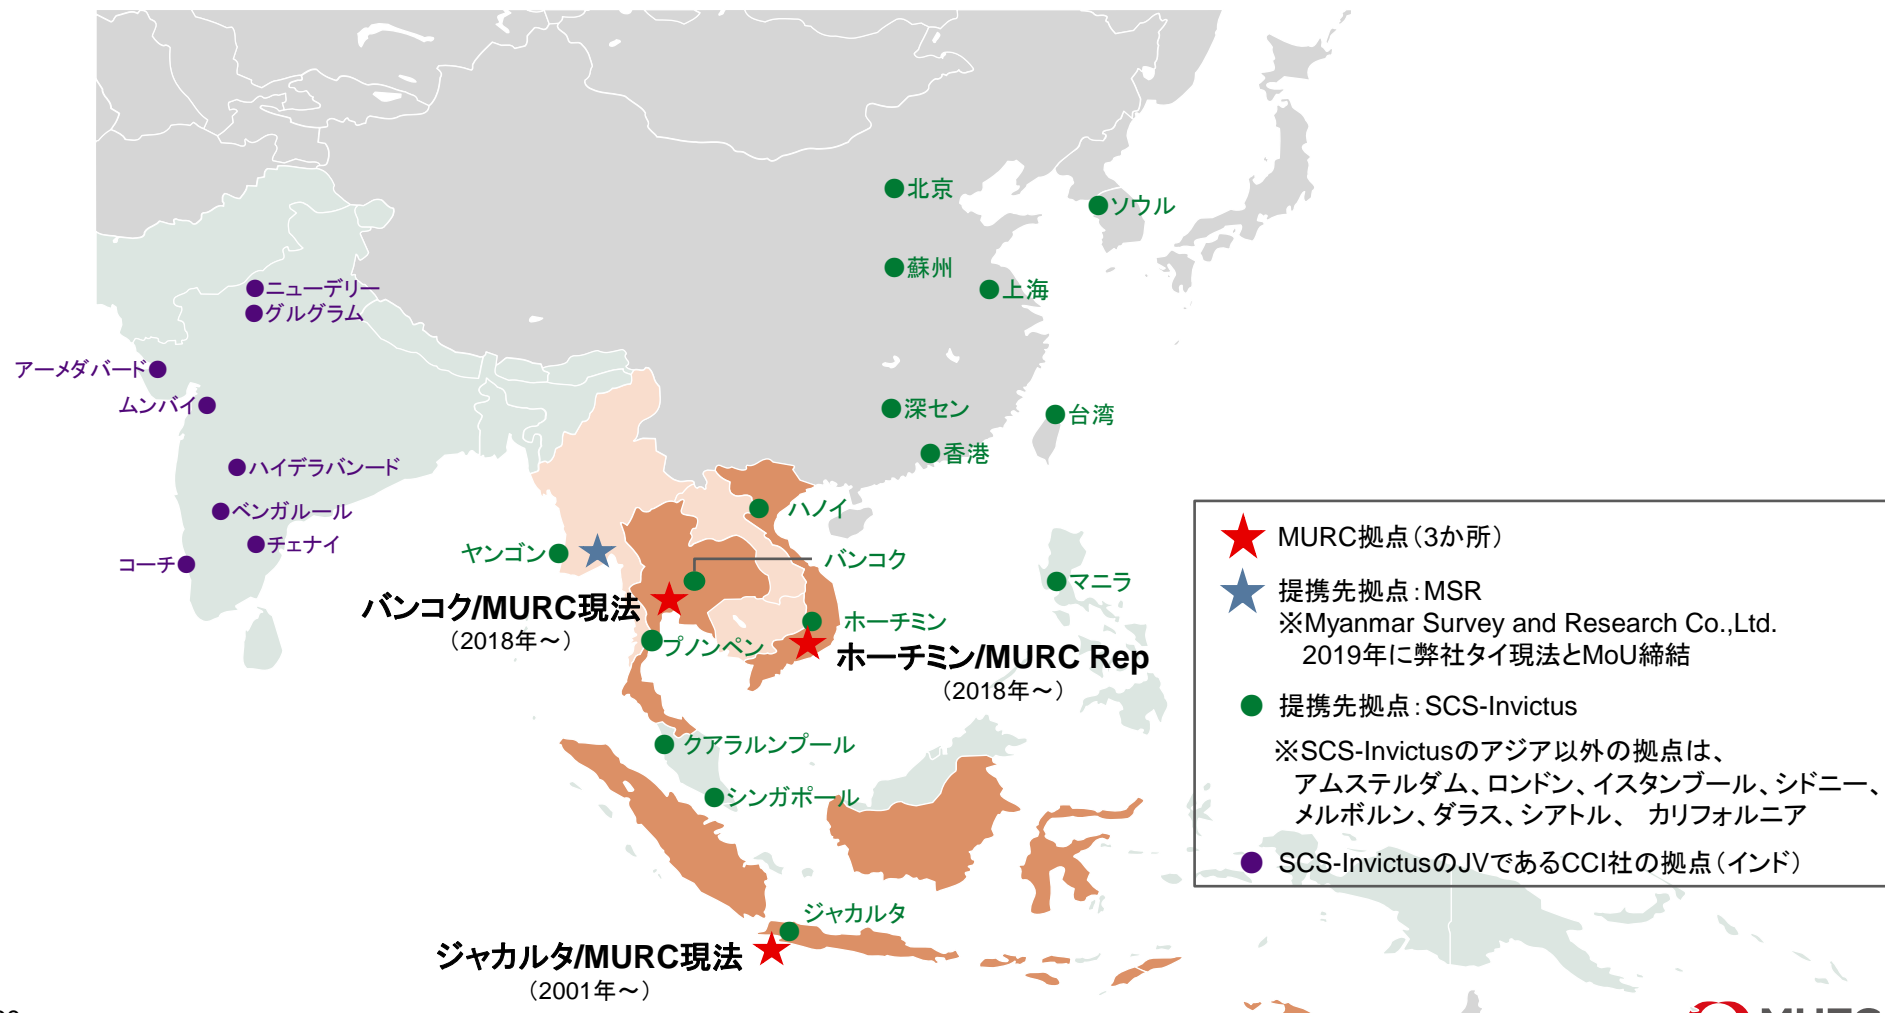 北京
ソウル
蘇州
上海
ニューデリー
グルグラム
アーメダバード
ムンバイ
深セン
台湾
香港
ハイデラバンード
ベンガルール
チェナイ
コーチ
ハノイ
ヤンゴン
バンコク
マニラ
バンコク/MURC現法
（2018年～）
ホーチミン
プノンペン
ホーチミン/MURC Rep
（2018年～）
クアラルンプール
シンガポール
ジャカルタ
ジャカルタ/MURC現法
（2001年～）
MURC拠点（3か所）
提携先拠点：MSR
※Myanmar Survey and Research Co.,Ltd.
2019年に弊社タイ現法とMoU締結
提携先拠点：SCS-Invictus
※SCS-Invictusのアジア以外の拠点は、
アムステルダム、ロンドン、イスタンブール、シドニー、
メルボルン、ダラス、シアトル、 カリフォルニア
SCS-InvictusのJVであるCCI社の拠点（インド）